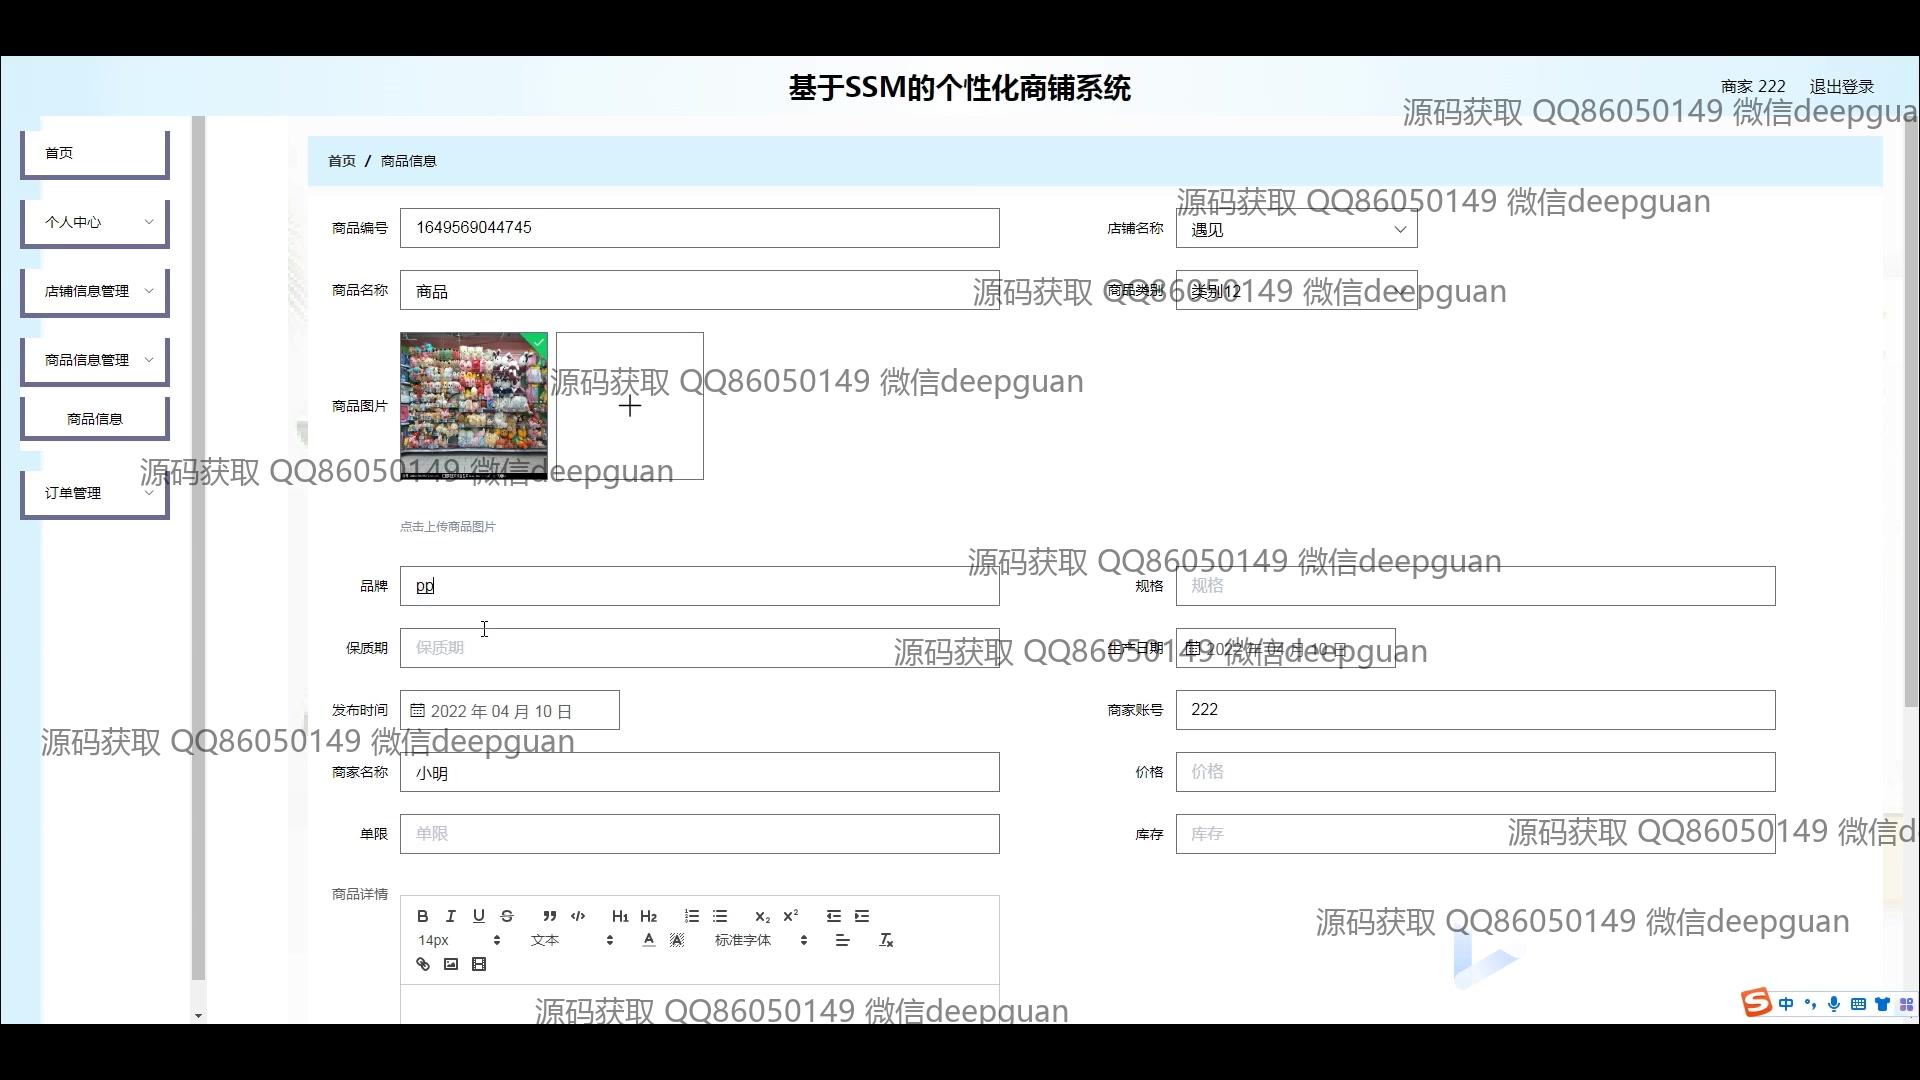 基于SSM的个性化商铺系统
商家 222 退出登录
源码获取 QQ86050149 微信deepgua
首页
首页 / 商品信息
源码获取 QQ86050149 微信deepguan
个人中心
商品编号 1649569044745 店铺名称 遇见
店铺信息管理
商品名称 商品 商品类别 类别12
源码获取 QQ86050149 微信deepguan
商品信息管理
源码获取 QQ86050149 微信deepguan
商品图片
商品信息
源码获取 QQ86050149 微信deepguan
订单管理
点击上传商品图片
源码获取 QQ86050149 微信deepguan
品牌 pp 规格 规格
保质期 保质期 生产日期 2022 年 04 月 10 日
源码获取 QQ86050149 微信deepguan
发布时间 2022 年 04 月 10 日 商家账号 222
源码获取 QQ86050149 微信deepguan
商家名称 小明 价格 价格
单限 单限 库存 库存
源码获取 QQ86050149 微信d
商品详情
B I U S H1 H2 X2 X2
14px 文本 A A 标准字体 Tx
源码获取 QQ86050149 微信deepguan
源码获取 QQ86050149 微信deepguan
S 中